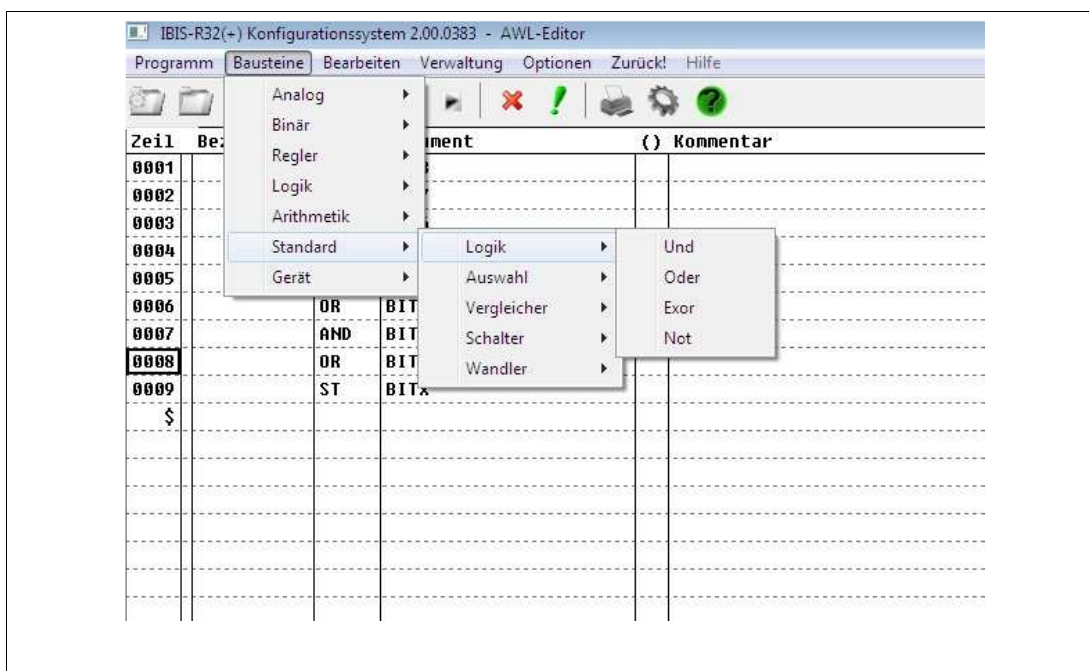 IBIS-R32(+) Konfigurationssystem 2.00.0383 - AWL-Editor
Programm Bausteine Bearbeiten Verwaltung Optionen Zurück! Hilfe
Analog
Binär
Regler
Logik
Arithmetik
Standard
Gerät
Logik
Auswahl
Vergleicher
Schalter
Wandler
Und
Oder
Exor
Not
Zeil () Kommentar
0001
0002
0003
0004
0005
0006 OR BIT
0007 AND BIT
0008 OR BIT
0009 ST BITX
$